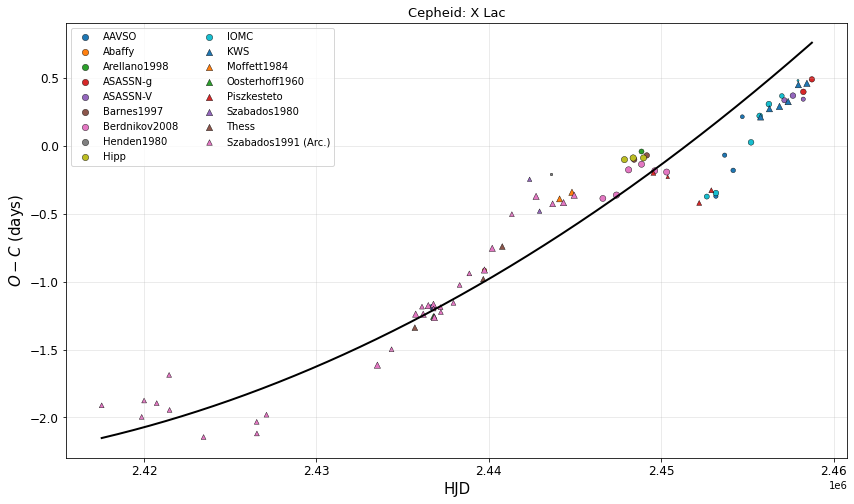 Cepheid: X Lac
AAVSO
Abaffy
Arellano1998
ASASSN-g
ASASSN-V
Barnes1997
Berdnikov2008
Henden1980
Hipp
IOMC
KWS
Moffett1984
Oosterhoff1960
Piszkesteto
Szabados1980
Thess
Szabados1991 (Arc.)
O − C (days)
0.5
0.0
−0.5
−1.0
−1.5
−2.0
2.42
2.43
2.44
2.45
2.46
1e6
HJD